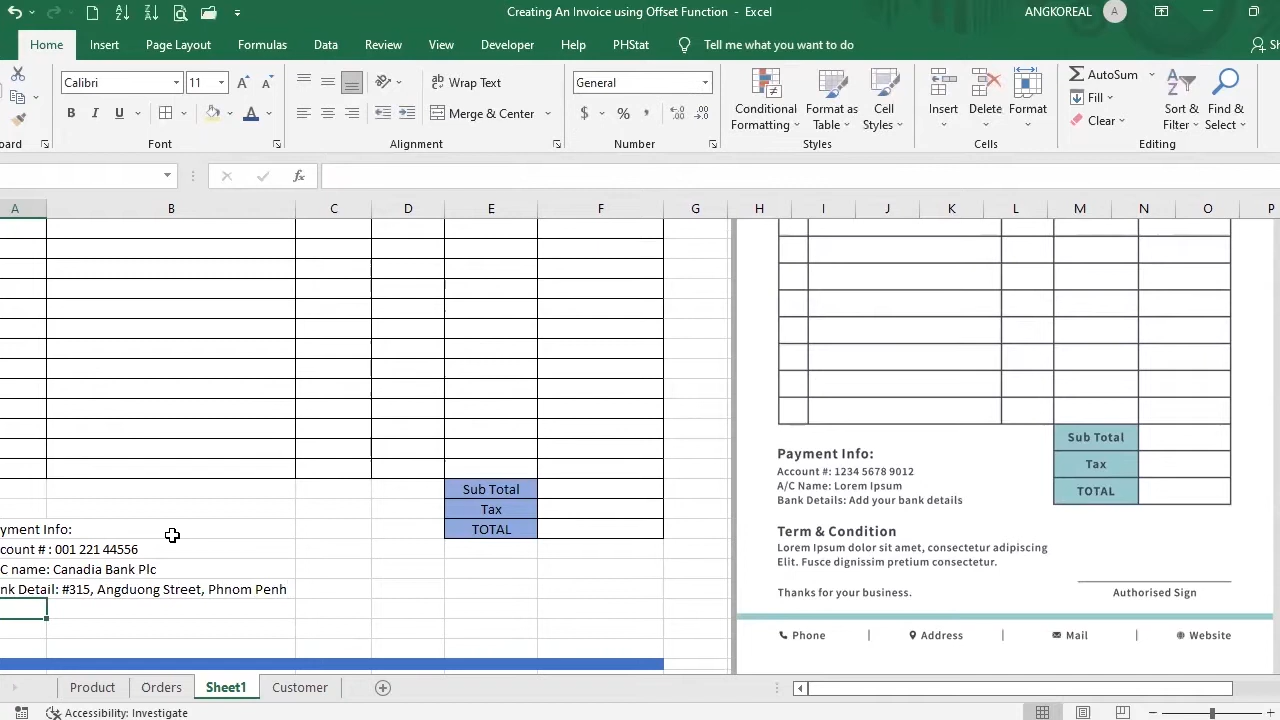 Creating An Invoice using Offset Function - Excel
ANGKOREAL A
Home Insert Page Layout Formulas Data Review View Developer Help PHStat Tell me what you want to do Sh
Calibri 11
Wrap Text
General
AutoSum
Fill
Clear
B I U A
Merge & Center
$ % ,
Conditional Formatting
Format as Table
Cell Styles
Insert
Delete
Format
Sort & Filter
Find & Select
oard Font Alignment Number Styles Cells Editing
fx
A B C D E F G H I J K L M N O P
Sub Total
Tax
TOTAL
yment Info:
count # : 001 221 44556
C name: Canadia Bank Plc
nk Detail: #315, Angduong Street, Phnom Penh
Sub Total
Tax
TOTAL
Payment Info:
Account #: 1234 5678 9012
A/C Name: Lorem Ipsum
Bank Details: Add your bank details
Term & Condition
Lorem Ipsum dolor sit amet, consectetur adipiscing
Elit. Fusce dignissim pretium consectetur.
Thanks for your business.
Authorised Sign
Phone | Address | Mail | Website
Product Orders Sheet1 Customer
Accessibility: Investigate